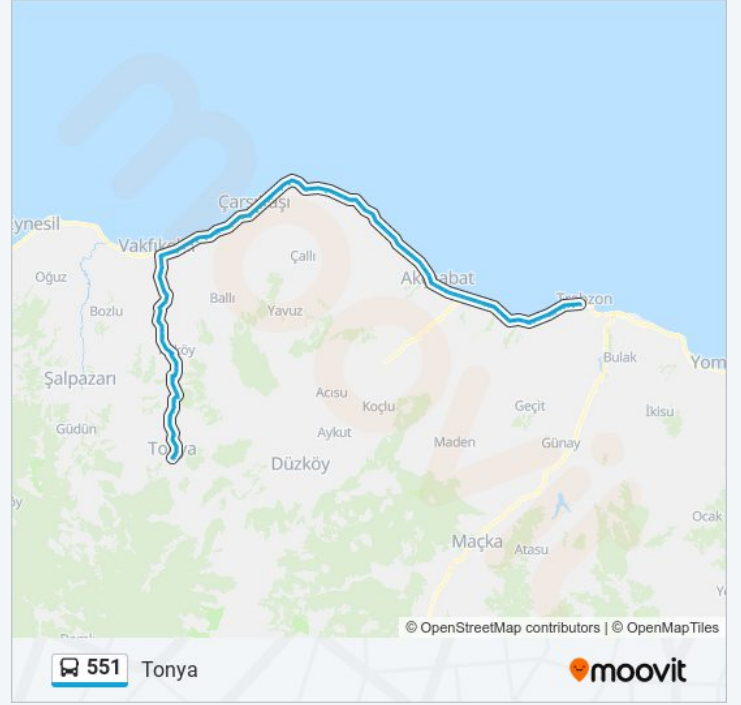 Çarşıbaşı
ynesil
Vakfıkebir
Çallı
Oğuz
Akçaabat
Ballı
Trabzon
Bozlu
Yavuz
köy
Bulak
Yom
Şalpazarı
Acısu
Koçlu
Geçit
İkisu
Güdün
Aykut
Maden
Günay
Tonya
Düzköy
öy
Ocak
Maçka
Atasu
© OpenStreetMap contributors | © OpenMapTiles
551 Tonya
moovit